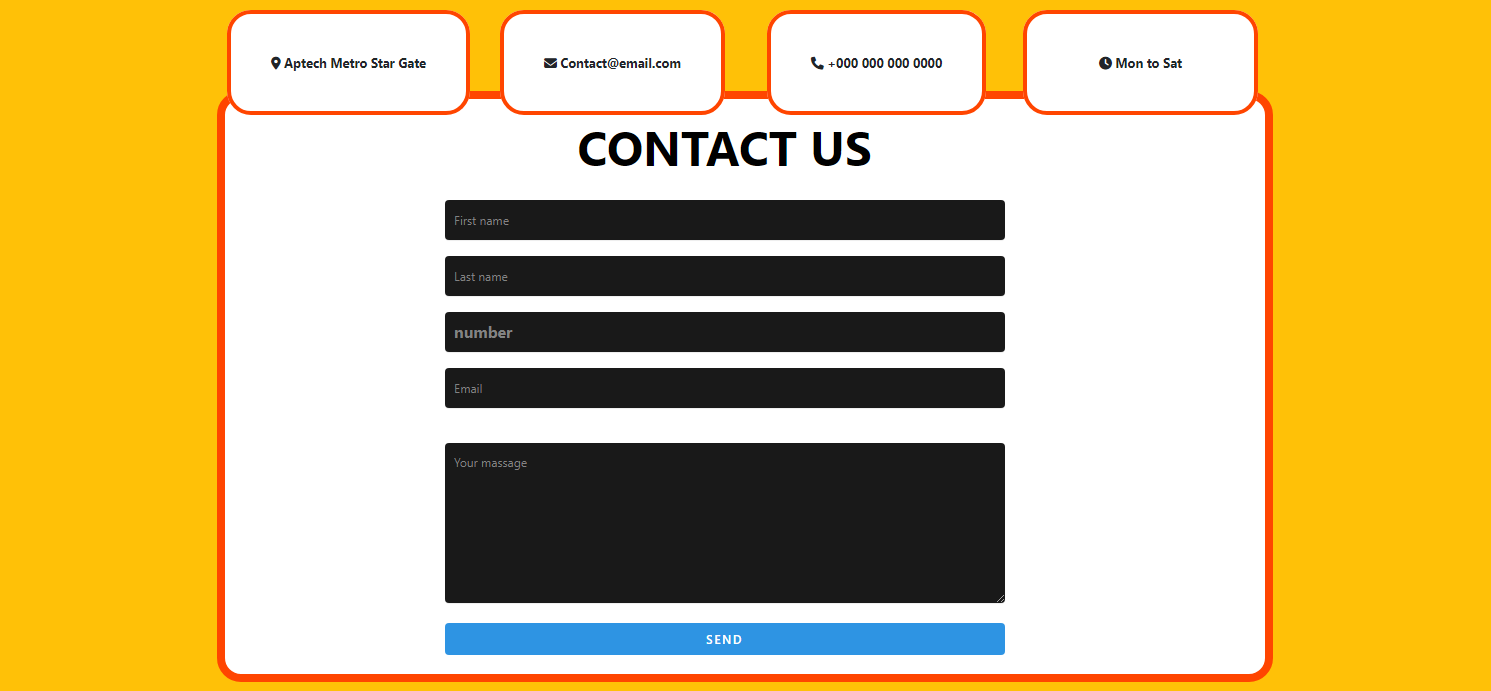 Aptech Metro Star Gate
Contact@email.com
+000 000 000 0000
Mon to Sat
CONTACT US
First name
Last name
number
Email
Your massage
SEND